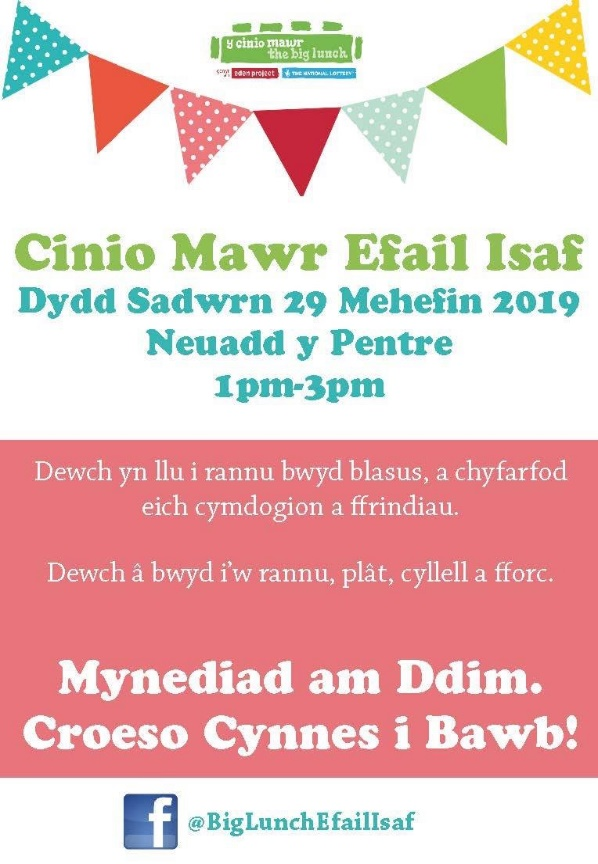 y cinio mawr
the big lunch
eden project THE NATIONAL LOTTERY
Cinio Mawr Efail Isaf
Dydd Sadwrn 29 Mehefin 2019
Neuadd y Pentre
1pm-3pm
Dewch yn llu i rannu bwyd blasus, a chyfarfod
eich cymdogion a ffrindiau.
Dewch â bwyd i'w rannu, plât, cyllell a fforc.
Mynediad am Ddim.
Croeso Cynnes i Bawb!
f @BigLunchEfailIsaf